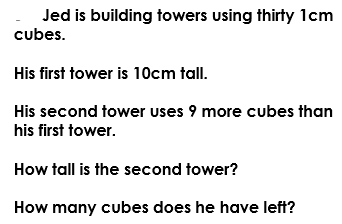 Jed is building towers using thirty 1cm
cubes.
His first tower is 10cm tall.
His second tower uses 9 more cubes than
his first tower.
How tall is the second tower?
How many cubes does he have left?